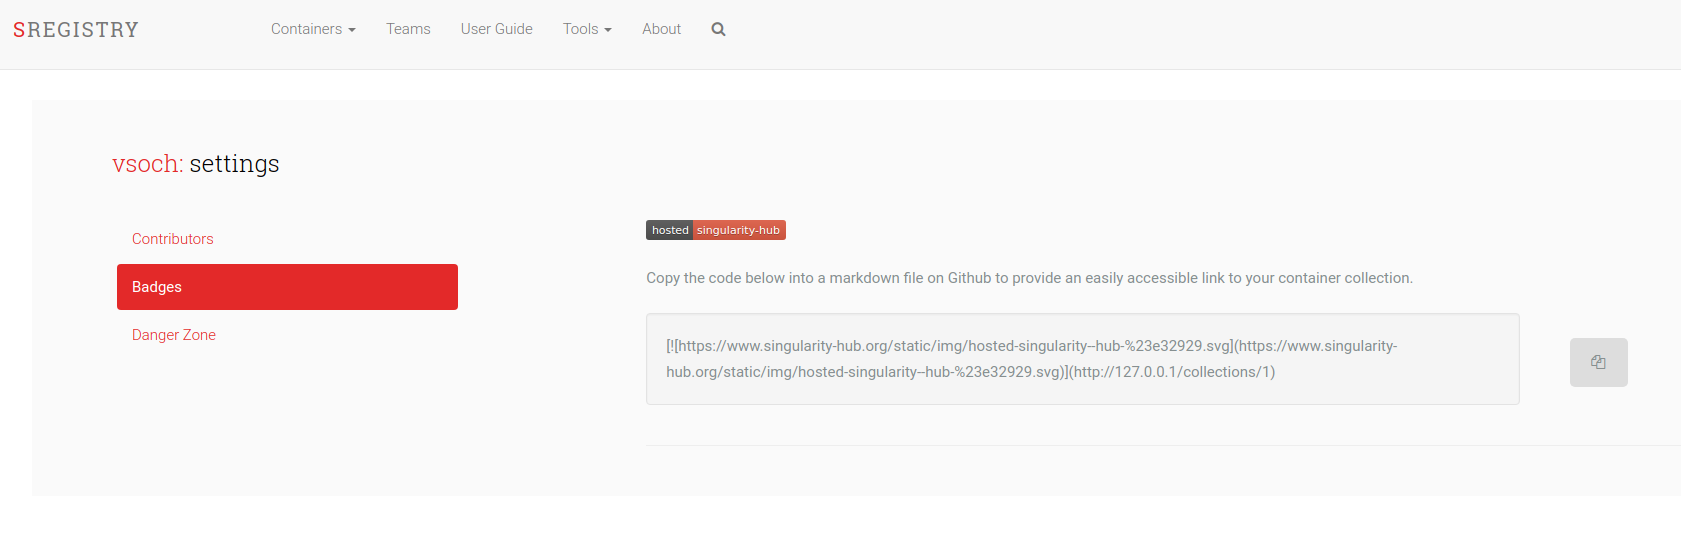 SREGISTRY
Containers Teams User Guide Tools About
vsoch: settings
Contributors
Badges
Danger Zone
hosted singularity-hub
Copy the code below into a markdown file on Github to provide an easily accessible link to your container collection.
[![https://www.singularity-hub.org/static/img/hosted-singularity--hub-%23e32929.svg](https://www.singularity-
hub.org/static/img/hosted-singularity--hub-%23e32929.svg)](http://127.0.0.1/collections/1)